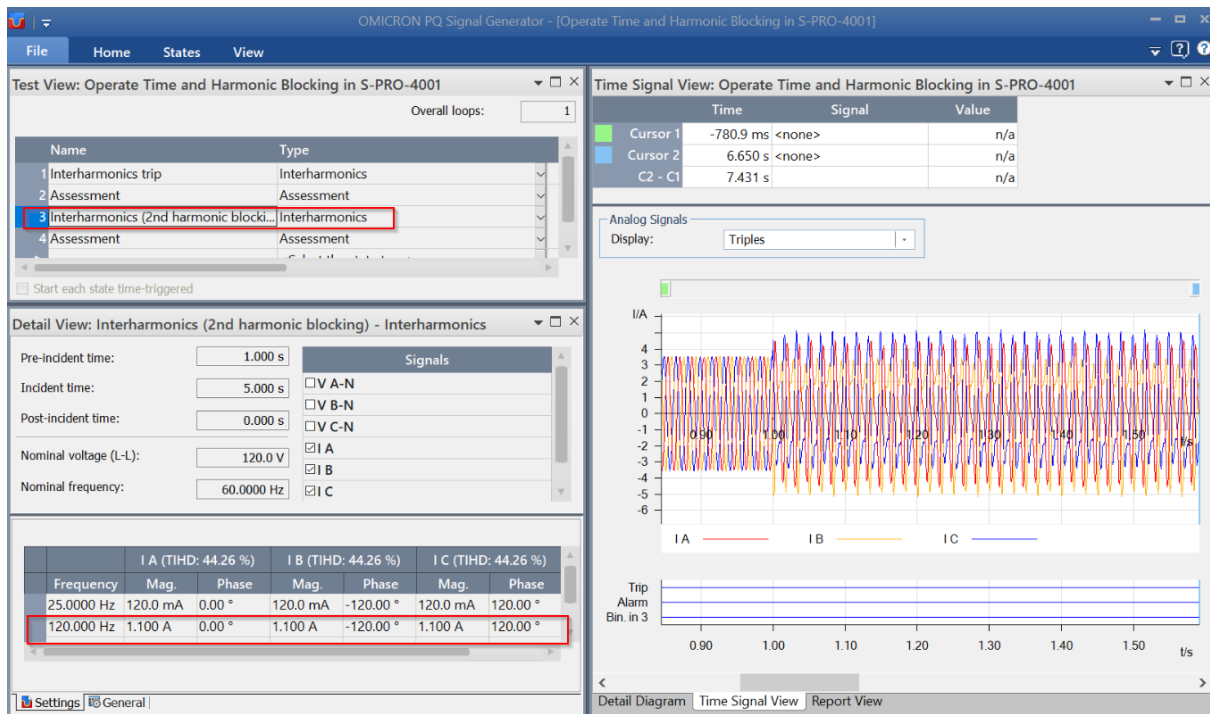 OMICRON PQ Signal Generator - [Operate Time and Harmonic Blocking in S-PRO-4001]
File Home States View
Test View: Operate Time and Harmonic Blocking in S-PRO-4001
Overall loops: 1
Name Type
1 Interharmonics trip Interharmonics
2 Assessment Assessment
3 Interharmonics (2nd harmonic blocki... Interharmonics
4 Assessment Assessment
Start each state time-triggered
Detail View: Interharmonics (2nd harmonic blocking) - Interharmonics
Pre-incident time: 1.000 s
Incident time: 5.000 s
Post-incident time: 0.000 s
Nominal voltage (L-L): 120.0 V
Nominal frequency: 60.0000 Hz
Signals
V A-N
V B-N
V C-N
I A
I B
I C
I A (TIHD: 44.26 %) I B (TIHD: 44.26 %) I C (TIHD: 44.26 %)
Frequency Mag. Phase Mag. Phase Mag. Phase
25.0000 Hz 120.0 mA 0.00 ° 120.0 mA -120.00 ° 120.0 mA 120.00 °
120.000 Hz 1.100 A 0.00 ° 1.100 A -120.00 ° 1.100 A 120.00 °
Settings General
Time Signal View: Operate Time and Harmonic Blocking in S-PRO-4001
Time Signal Value
Cursor 1 -780.9 ms <none> n/a
Cursor 2 6.650 s <none> n/a
C2 - C1 7.431 s n/a
Analog Signals
Display: Triples
I/A
4
3
2
1
0
-1
-2
-3
-4
-5
-6
0.90 1.00 1.10 1.20 1.30 1.40 1.50 t/s
I A I B I C
Trip
Alarm
Bin. in 3
0.90 1.00 1.10 1.20 1.30 1.40 1.50 t/s
Detail Diagram Time Signal View Report View